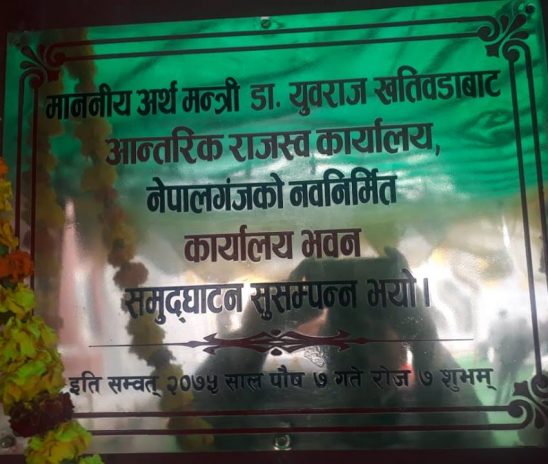 माननीय अर्थ मन्त्री डा. युवराज खतिवडाबाट
आन्तरिक राजस्व कार्यालय,
नेपालगंजको नवनिर्मित
कार्यालय भवन
समुद्घाटन सुसम्पन्न भयो।
इति सम्वत् २०७५ साल पौष ७ गते रोज ७ शुभम्